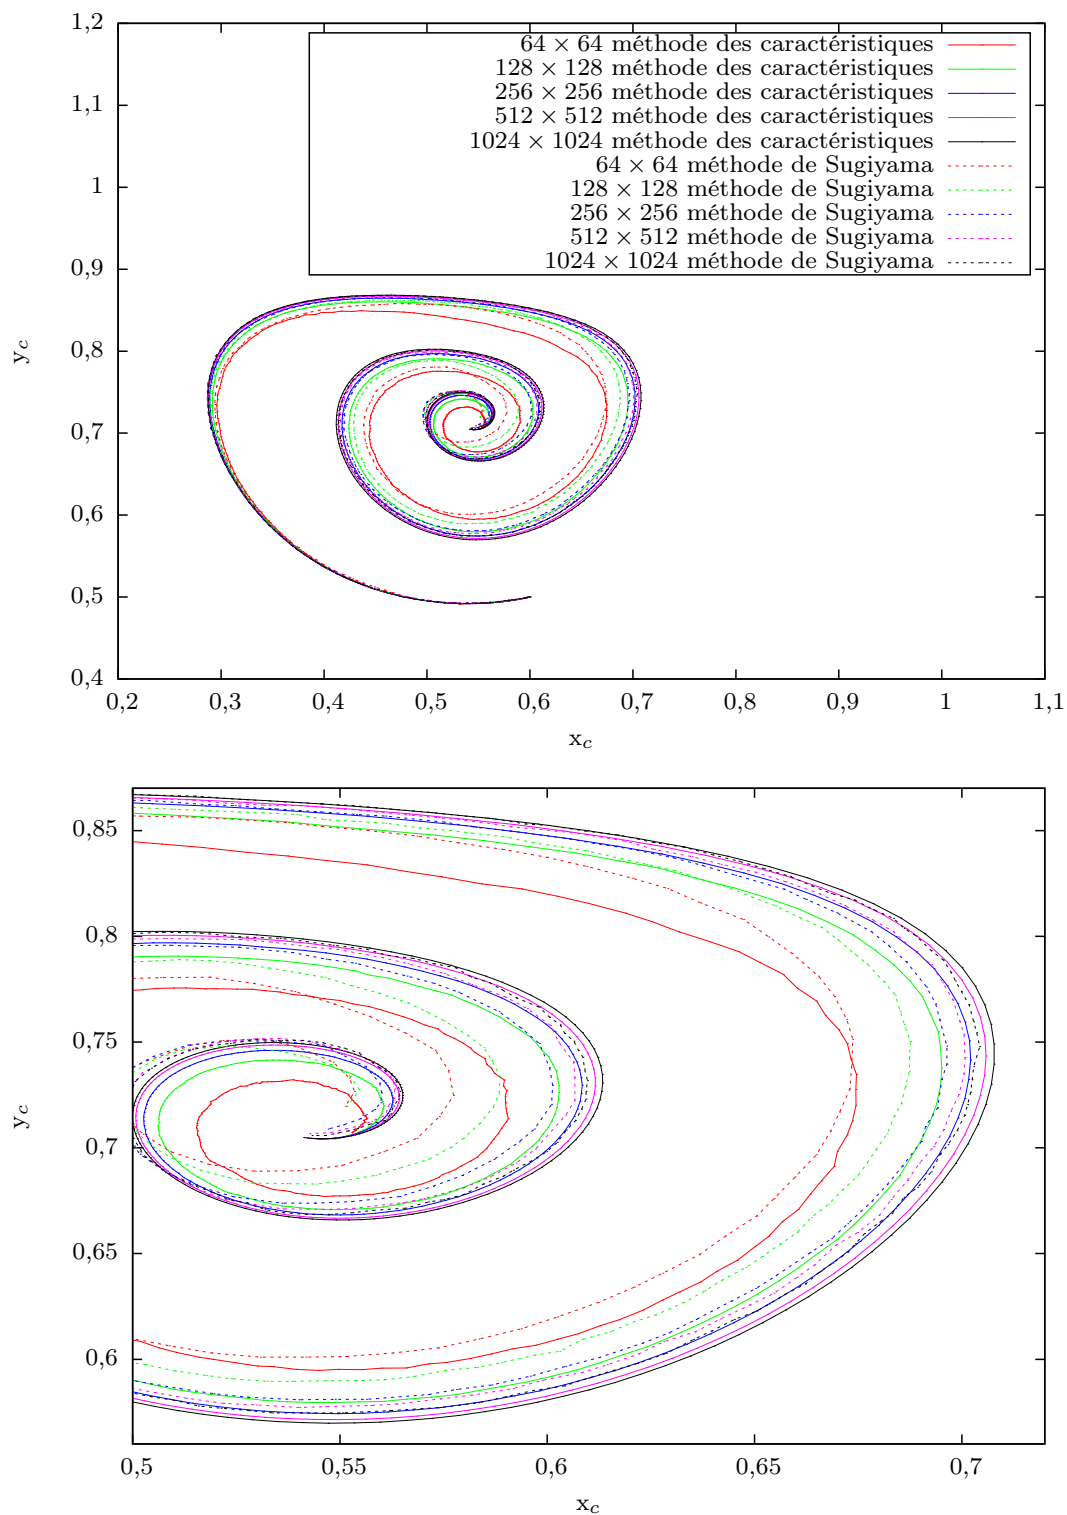 1,2
1,1
1
0,9
0,8
0,7
0,6
0,5
0,4
y_c
64 × 64 méthode des caractéristiques
128 × 128 méthode des caractéristiques
256 × 256 méthode des caractéristiques
512 × 512 méthode des caractéristiques
1024 × 1024 méthode des caractéristiques
64 × 64 méthode de Sugiyama
128 × 128 méthode de Sugiyama
256 × 256 méthode de Sugiyama
512 × 512 méthode de Sugiyama
1024 × 1024 méthode de Sugiyama
0,2 0,3 0,4 0,5 0,6 0,7 0,8 0,9 1 1,1
x_c
0,85
0,8
0,75
0,7
0,65
0,6
y_c
0,5 0,55 0,6 0,65 0,7
x_c